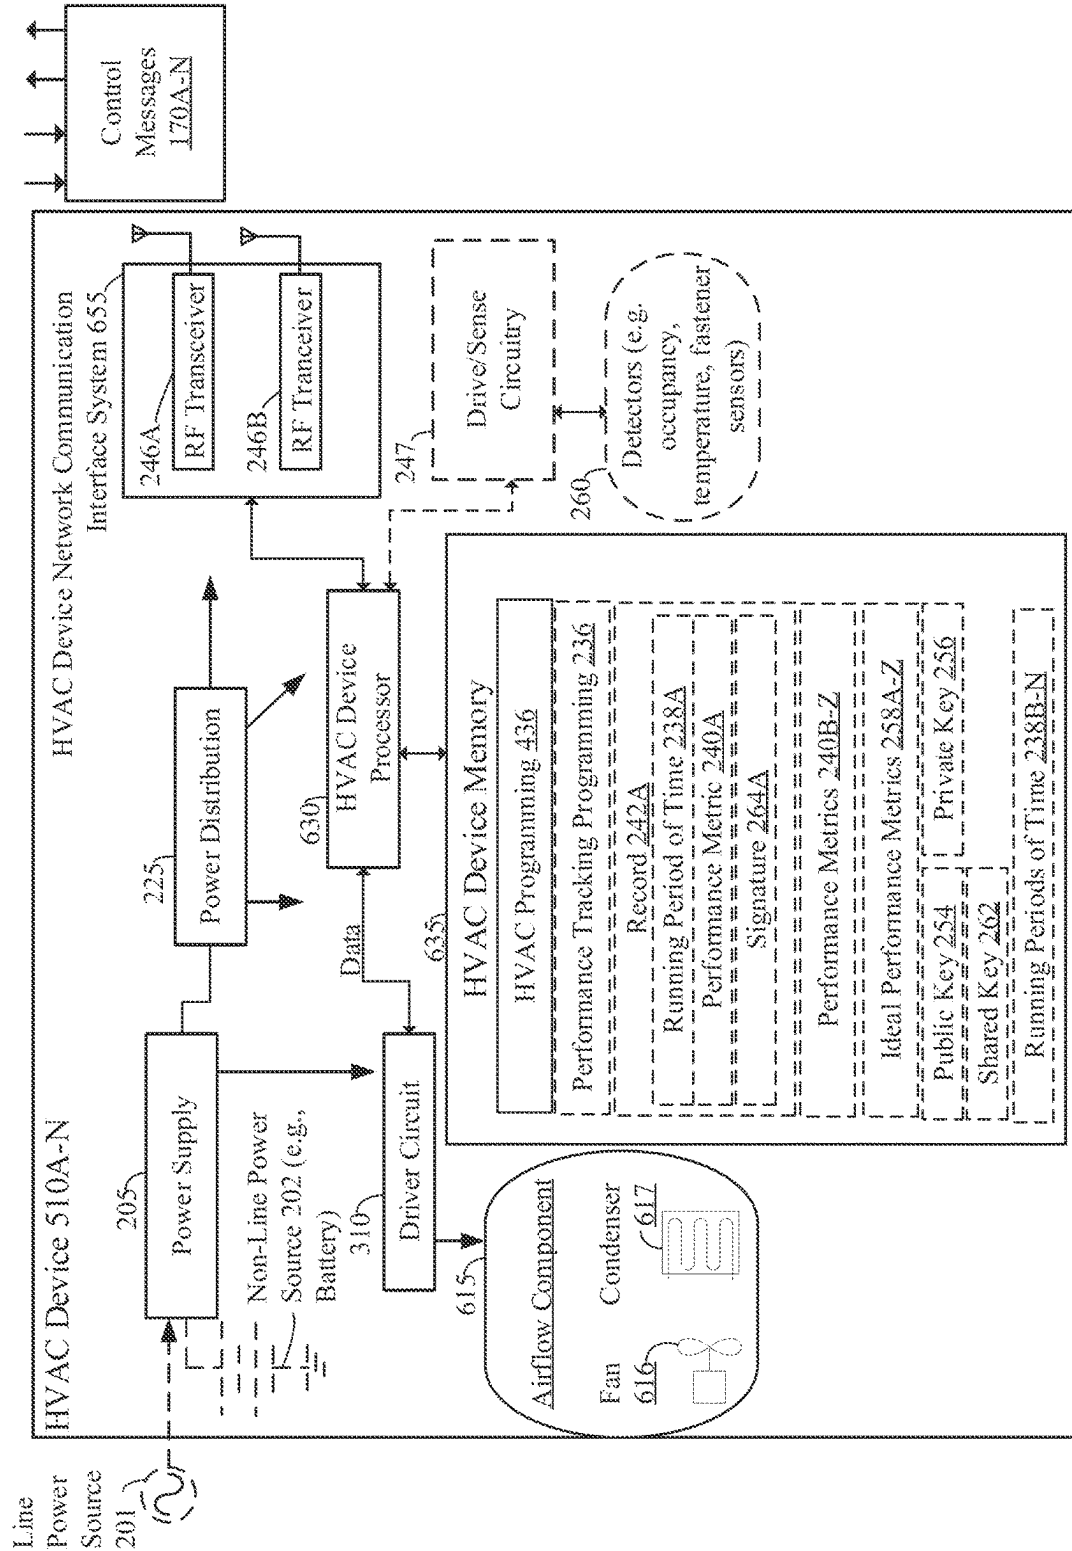 Line
Power
Source
201
HVAC Device 510A-N
205
Power Supply
Non-Line Power
Source 202 (e.g.,
Battery)
225
Power Distribution
HVAC Device Network Communication
Interface System 655
246A
RF Transceiver
246B
RF Tranceiver
Control
Messages
170A-N
310
Driver Circuit
Data
630
HVAC Device
Processor
247
Drive/Sense
Circuitry
260
Detectors (e.g.
occupancy,
temperature, fastener
sensors)
615
Airflow Component
Fan
616
Condenser
617
635
HVAC Device Memory
HVAC Programming 436
Performance Tracking Programming 236
Record 242A
Running Period of Time 238A
Performance Metric 240A
Signature 264A
Performance Metrics 240B-Z
Ideal Performance Metrics 258A-Z
Public Key 254
Private Key 256
Shared Key 262
Running Periods of Time 238B-N